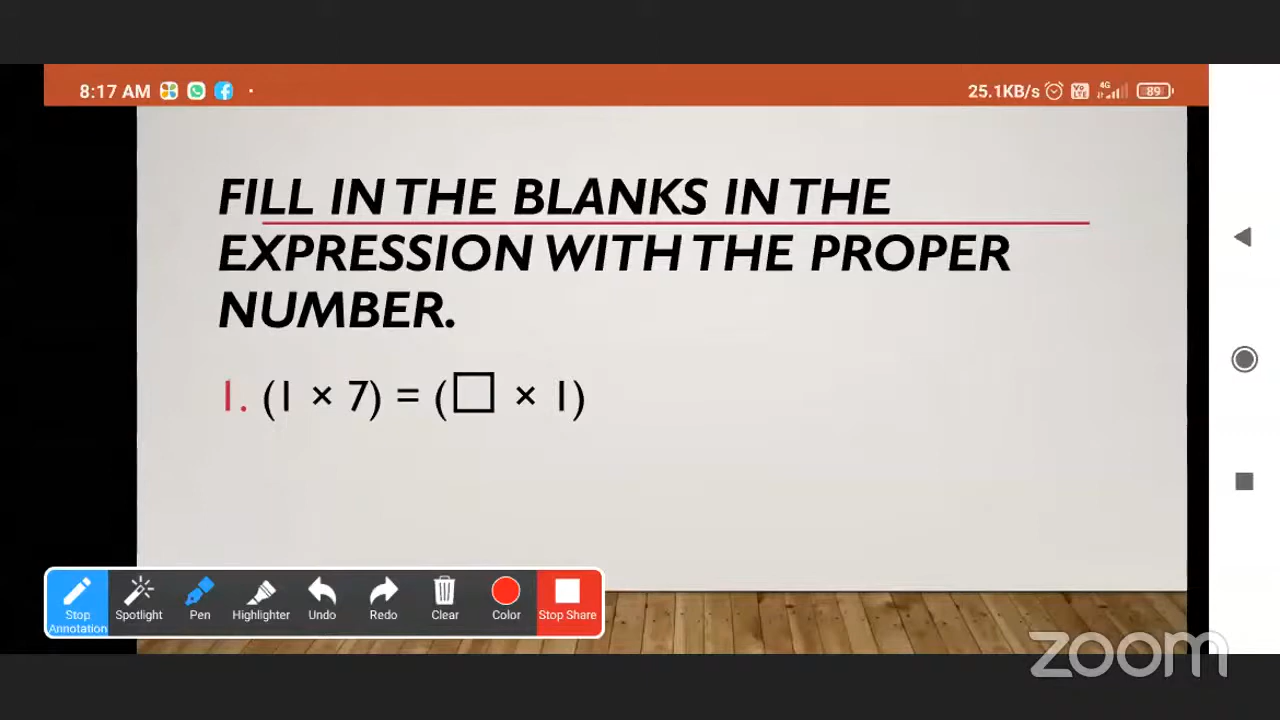 8:17 AM
25.1KB/s
4G
89
FILL IN THE BLANKS IN THE
EXPRESSION WITH THE PROPER
NUMBER.
1. (1 × 7) = (□ × 1)
Stop Annotation
Spotlight
Pen
Highlighter
Undo
Redo
Clear
Color
Stop Share
zoom